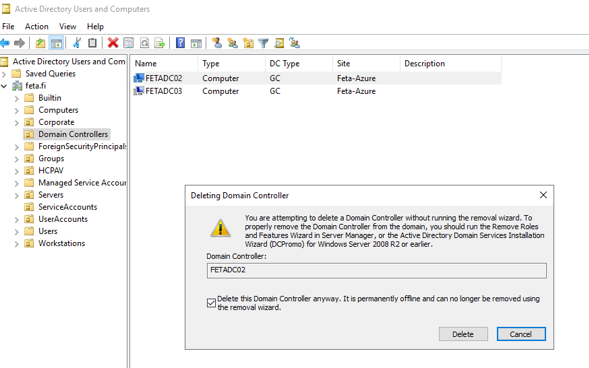 Active Directory Users and Computers
File Action View Help
Active Directory Users and Com
Saved Queries
feta.fi
Builtin
Computers
Corporate
Domain Controllers
ForeignSecurityPrincipals
Groups
HCPAV
Managed Service Accoun
Servers
ServiceAccounts
UserAccounts
Users
Workstations
Name Type DC Type Site Description
FETADC02 Computer GC Feta-Azure
FETADC03 Computer GC Feta-Azure
Deleting Domain Controller
You are attempting to delete a Domain Controller without running the removal wizard. To
properly remove the Domain Controller from the domain, you should run the Remove Roles
and Features Wizard in Server Manager, or the Active Directory Domain Services Installation
Wizard (DCPromo) for Windows Server 2008 R2 or earlier.
Domain Controller:
FETADC02
Delete this Domain Controller anyway. It is permanently offline and can no longer be removed using
the removal wizard.
Delete Cancel